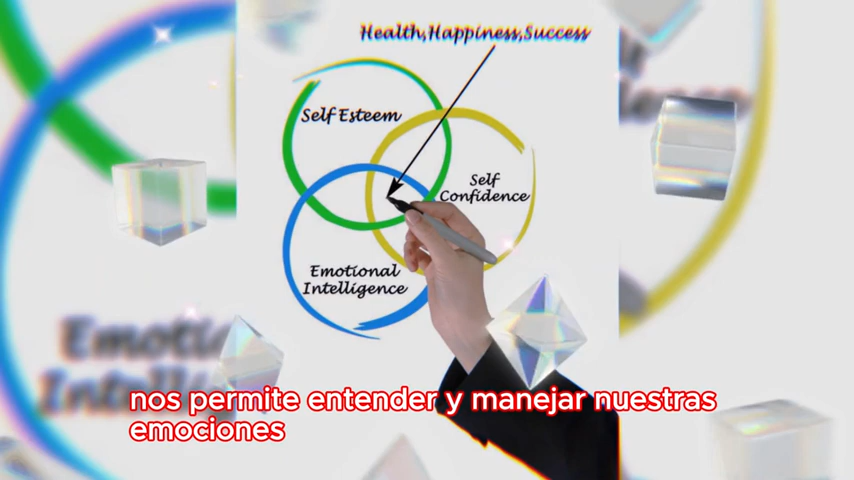 Health,Happiness,Success
Self Esteem
Self
Confidence
Emotional
Intelligence
nos permite entender y manejar nuestras
emociones